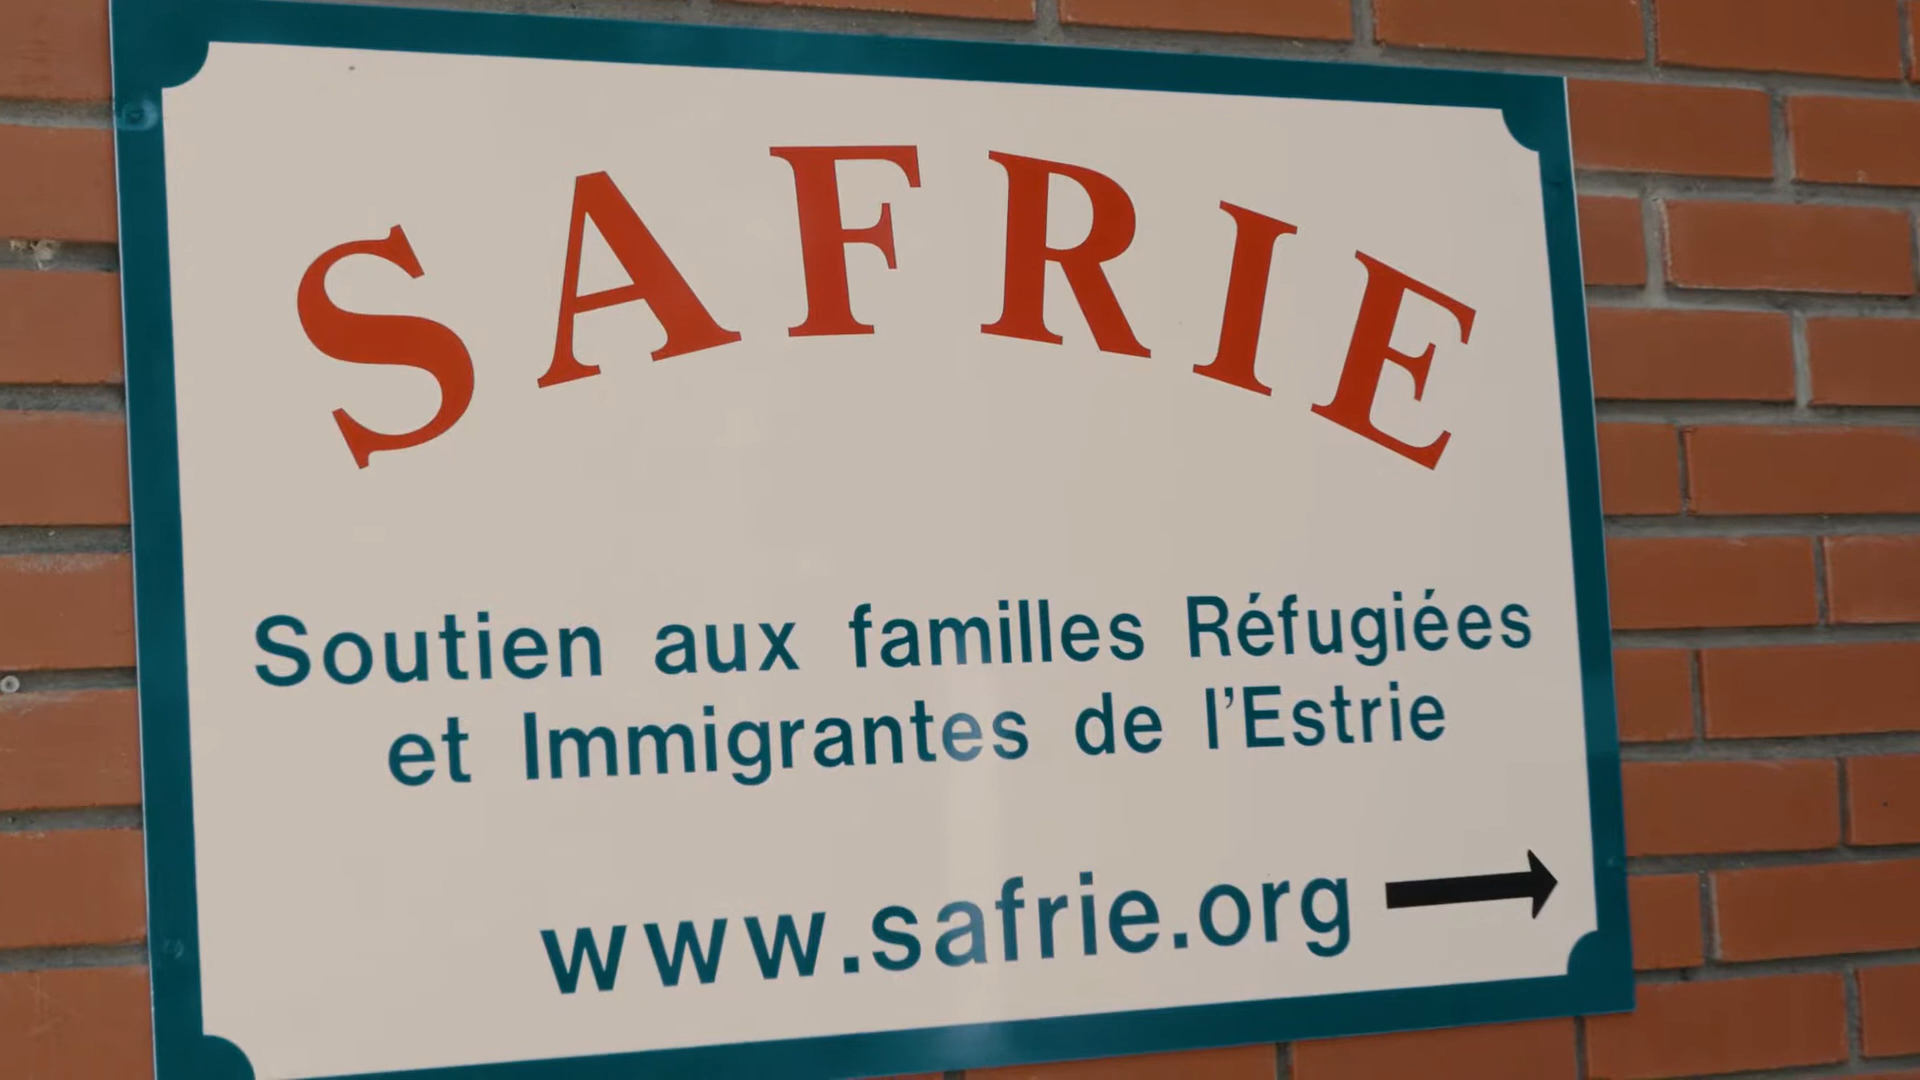 SAFRIE
Soutien aux familles Réfugiées
et Immigrantes de l'Estrie
www.safrie.org